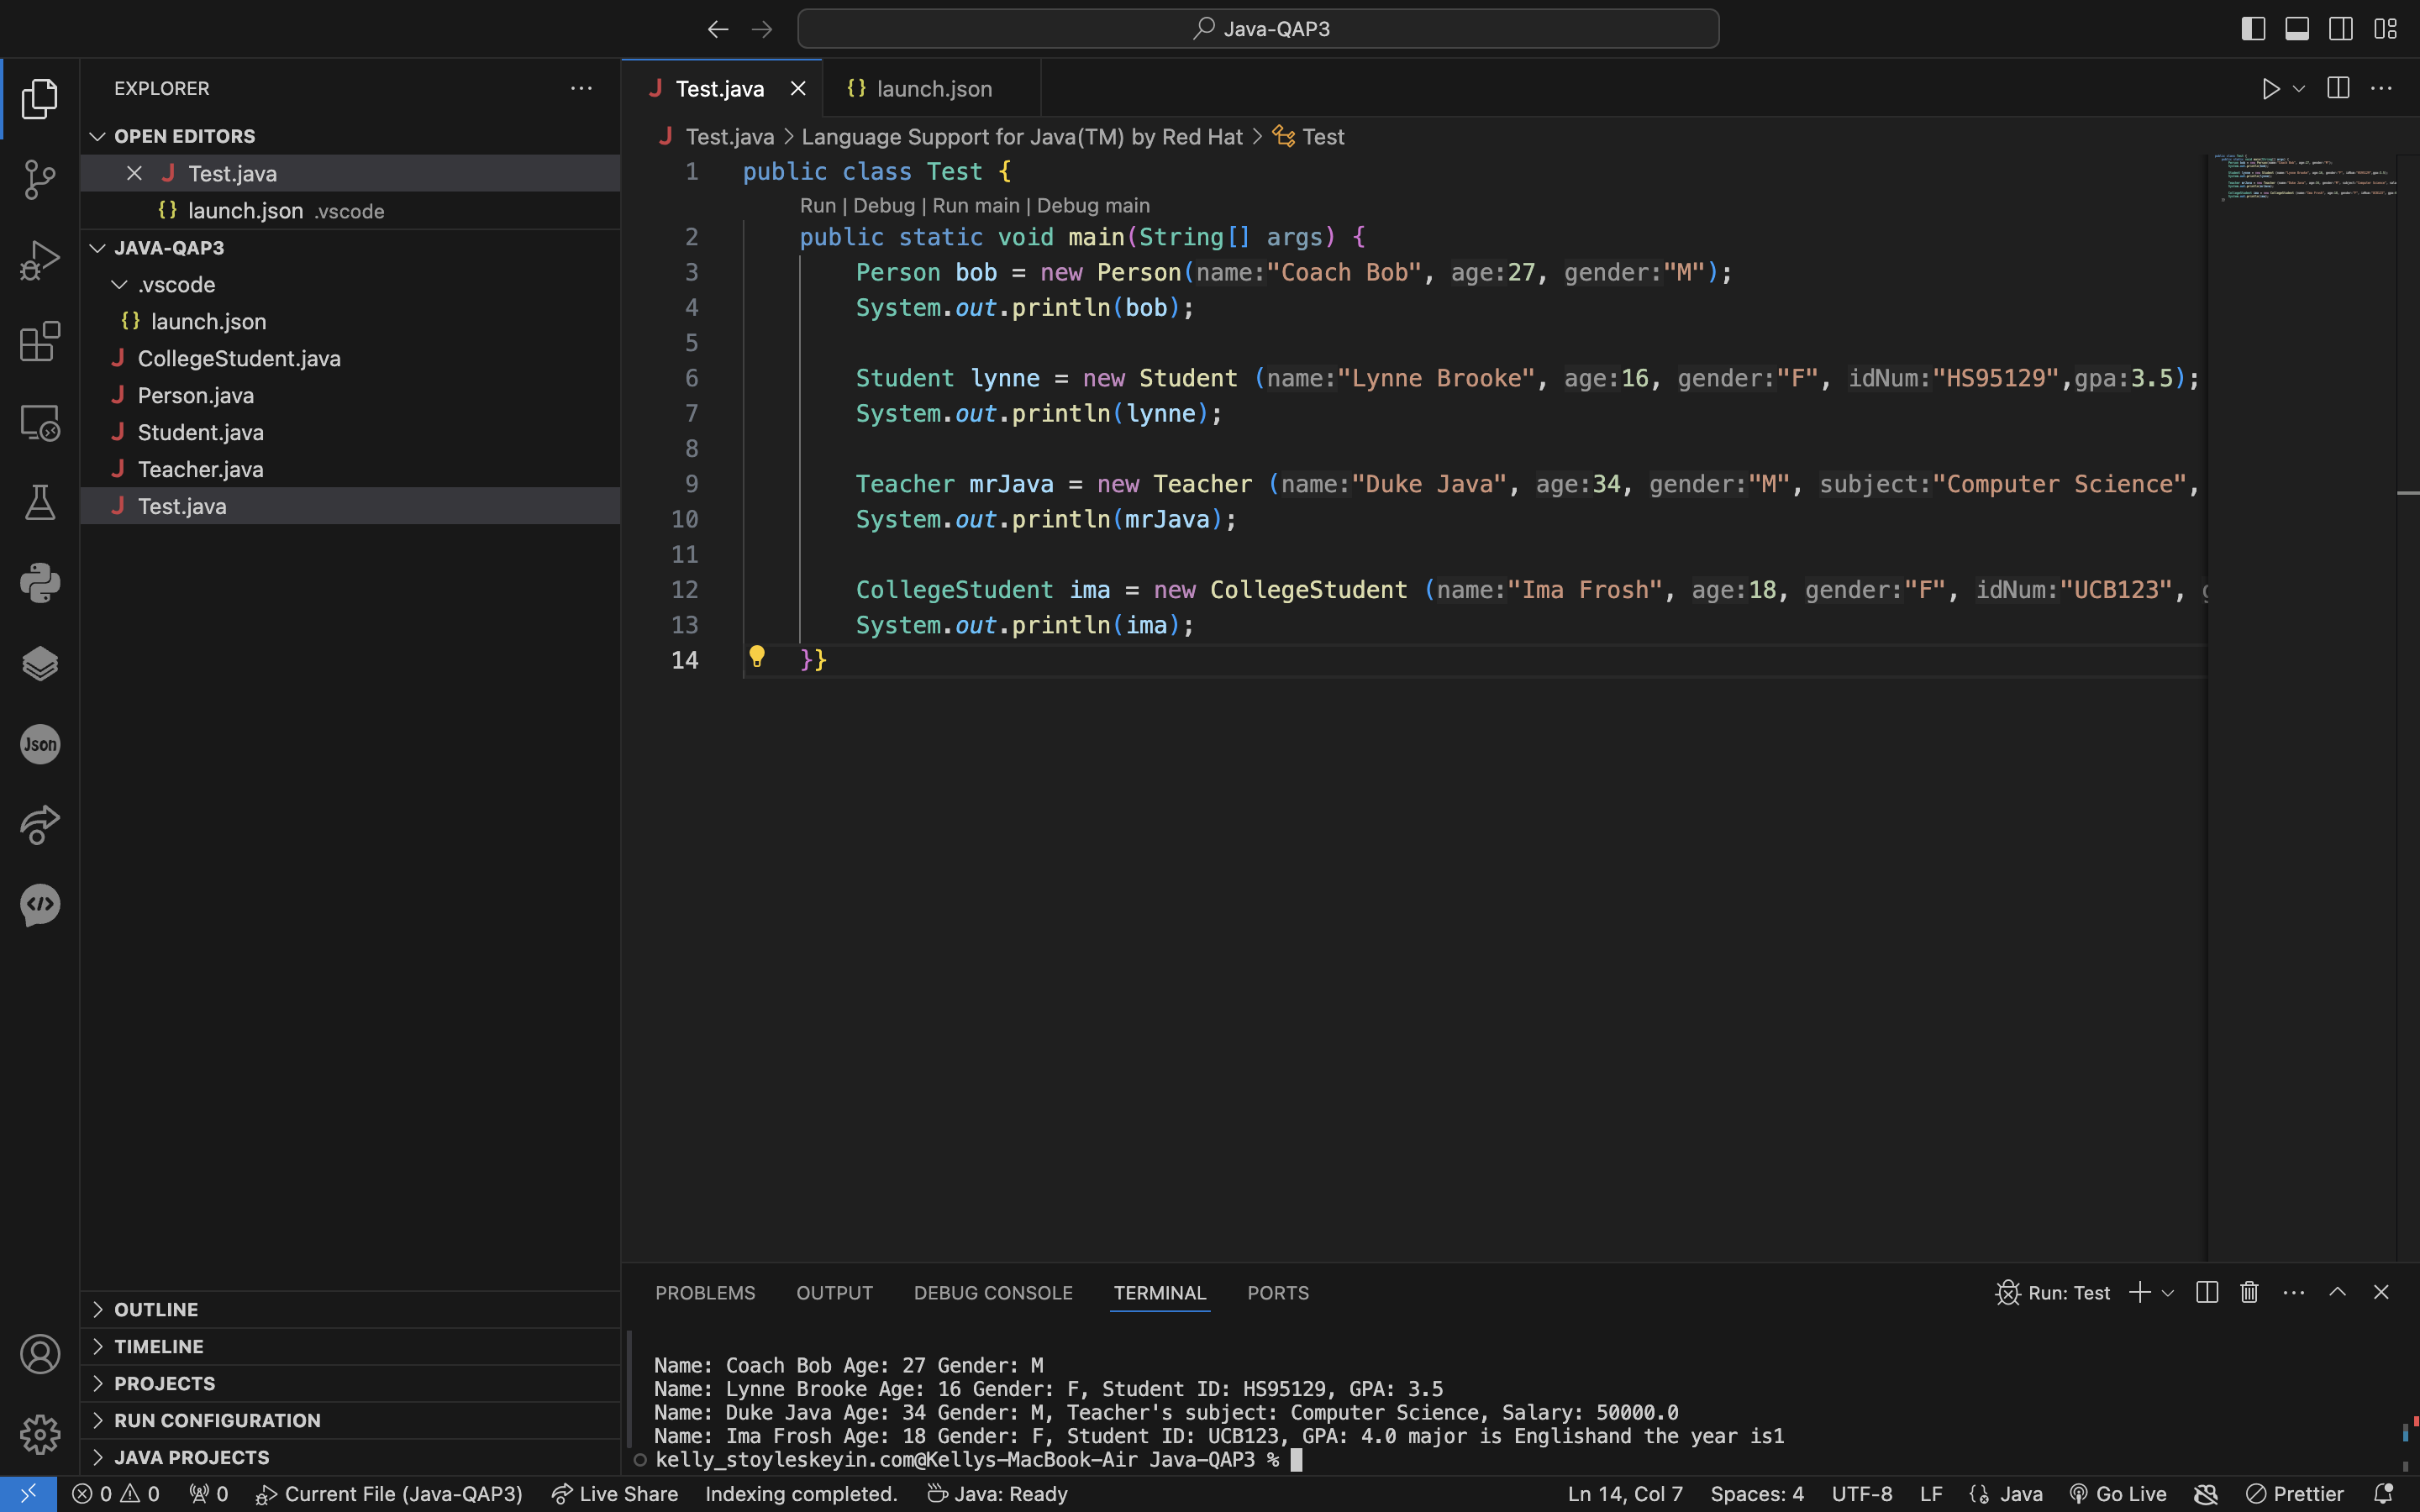 Java-QAP3
EXPLORER
OPEN EDITORS
Test.java
launch.json .vscode
JAVA-QAP3
.vscode
launch.json
CollegeStudent.java
Person.java
Student.java
Teacher.java
Test.java
OUTLINE
TIMELINE
PROJECTS
RUN CONFIGURATION
JAVA PROJECTS
Json
Test.java
launch.json
Test.java > Language Support for Java(TM) by Red Hat > Test
1 public class Test {
Run | Debug | Run main | Debug main
2 public static void main(String[] args) {
3 Person bob = new Person(name:"Coach Bob", age:27, gender:"M");
4 System.out.println(bob);
5
6 Student lynne = new Student (name:"Lynne Brooke", age:16, gender:"F", idNum:"HS95129",gpa:3.5);
7 System.out.println(lynne);
8
9 Teacher mrJava = new Teacher (name:"Duke Java", age:34, gender:"M", subject:"Computer Science",
10 System.out.println(mrJava);
11
12 CollegeStudent ima = new CollegeStudent (name:"Ima Frosh", age:18, gender:"F", idNum:"UCB123",
13 System.out.println(ima);
14 }}
PROBLEMS OUTPUT DEBUG CONSOLE TERMINAL PORTS
Run: Test
Name: Coach Bob Age: 27 Gender: M
Name: Lynne Brooke Age: 16 Gender: F, Student ID: HS95129, GPA: 3.5
Name: Duke Java Age: 34 Gender: M, Teacher's subject: Computer Science, Salary: 50000.0
Name: Ima Frosh Age: 18 Gender: F, Student ID: UCB123, GPA: 4.0 major is Englishand the year is1
kelly_stoyleskeyin.com@Kellys-MacBook-Air Java-QAP3 %
0 0 0 Current File (Java-QAP3) Live Share Indexing completed. Java: Ready Ln 14, Col 7 Spaces: 4 UTF-8 LF Java Go Live Prettier